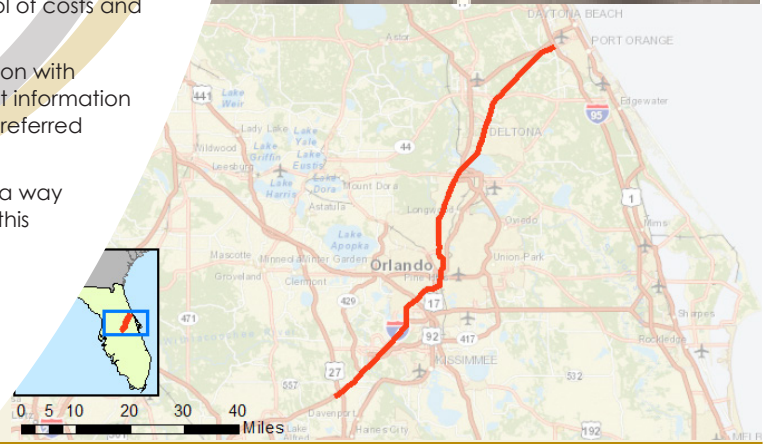 ol of costs and
on with
t information
referred
a way
this
DAYTONA BEACH
PORT ORANGE
Astor
441
Lake
Weir
Edgewater
95
Lady Lake
Lake
Yale
DELTONA
Wildwood
Lake
Griffin
Lake
Eustis
44
Leesburg
Lake
Harris
Lake
Dora
Mount Dora
1
Astatula
Longwood
Oviedo
Mims
Lake
Apopka
Mascotte
Minneola
Winter Garden
Orlando
Union Park
Groveland
Clermont
Pine
429
17
471
Sharpes
92
417
Rockledge
KISSIMMEE
27
557
532
Davenport
192
Lake
Alfred
Haines City
0 5 10 20 30 40
Miles